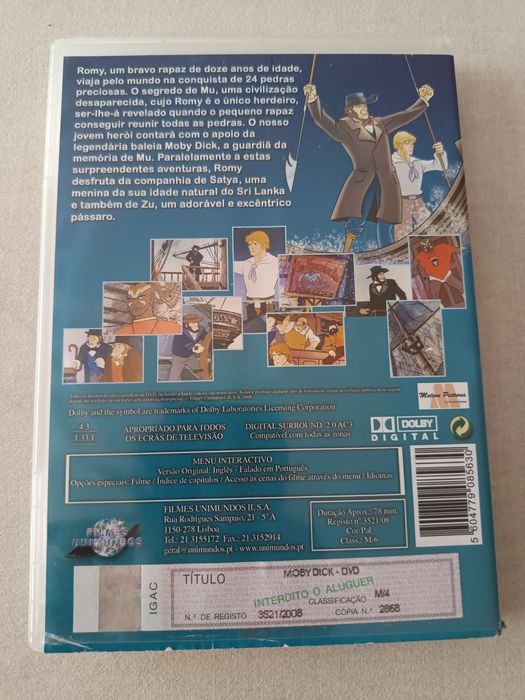 Romy, um bravo rapaz de doze anos de idade,
viaja pelo mundo na conquista de 24 pedras
preciosas. O segredo de Mu, uma civilização
desaparecida, cujo Romy é o único herdeiro,
ser-lhe-á revelado quando o pequeno rapaz
conseguir reunir todas as pedras. O nosso
jovem herói contará com o apoio da
legendária baleia Moby Dick, a guardiã da
memória de Mu. Paralelamente a estas
surpreendentes aventuras, Romy
desfruta da companhia de Satya, uma
menina da sua idade natural do Sri Lanka
e também de Zu, um adorável e excêntrico
pássaro.
Motion Pictures
Dolby and the symbol are trademarks of Dolby Laboratories Licensing Corporation.
4:3
1.33.1
APROPRIADO PARA TODOS
OS ECRÃS DE TELEVISÃO
DIGITAL SURROUND 2.0 AC3
Compatível com todas as zonas
DOLBY
DIGITAL
MENU INTERACTIVO
Versão Original: Inglês - Falado em Português
Opções especiais: Filme / Índice de capítulos / Acesso às cenas do filme através do menu / Idiomas
FILMES
UNIMUNDOS
FILMES UNIMUNDOS II, S.A.
Rua Rodrigues Sampaio, 21 - 5º A
1150-278 Lisboa
Tel.: 21 3155172 - Fax: 21 3152914
geral@unimundos.pt - www.unimundos.pt
Duração Aprox.: 78 min.
Registo nº 3521/08
Cor/Pal
Class.: M-6
5 604779 085630
IGAC
TÍTULO
MOBY DICK - DVD
INTERDITO O ALUGUER
CLASSIFICAÇÃO M/4
N.º DE REGISTO 3521/2008 CÓPIA N.º 2868